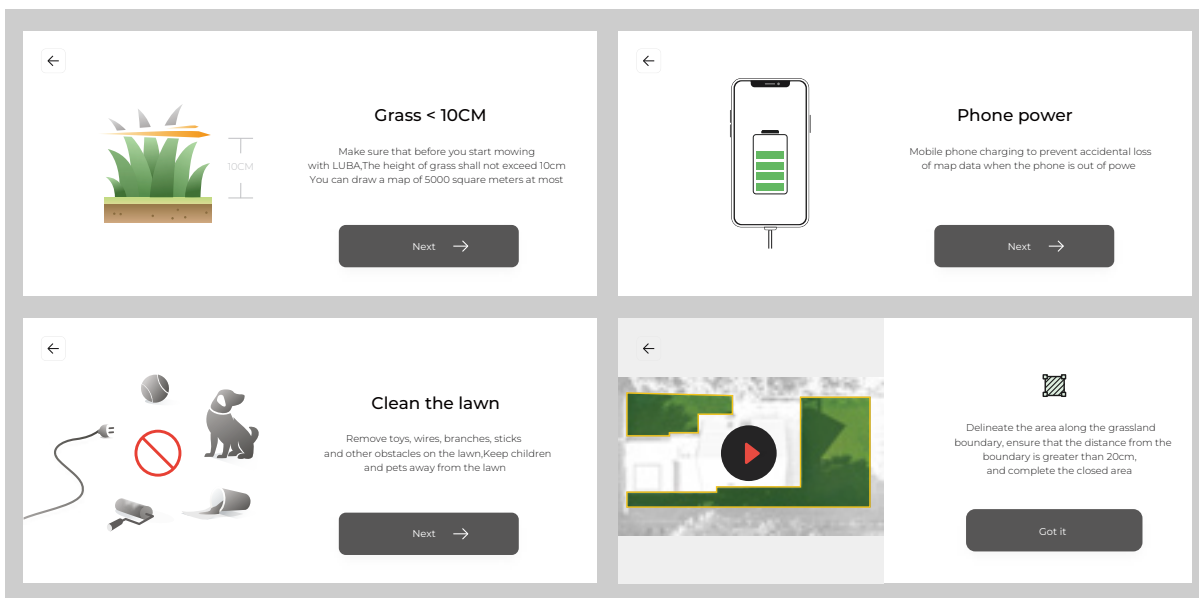 Grass < 10CM
10CM
Make sure that before you start mowing
with LUBA,The height of grass shall not exceed 10cm
You can draw a map of 5000 square meters at most
Next
Phone power
Mobile phone charging to prevent accidental loss
of map data when the phone is out of powe
Next
Clean the lawn
Remove toys, wires, branches, sticks
and other obstacles on the lawn,Keep children
and pets away from the lawn
Next
Delineate the area along the grassland
boundary, ensure that the distance from the
boundary is greater than 20cm,
and complete the closed area
Got it